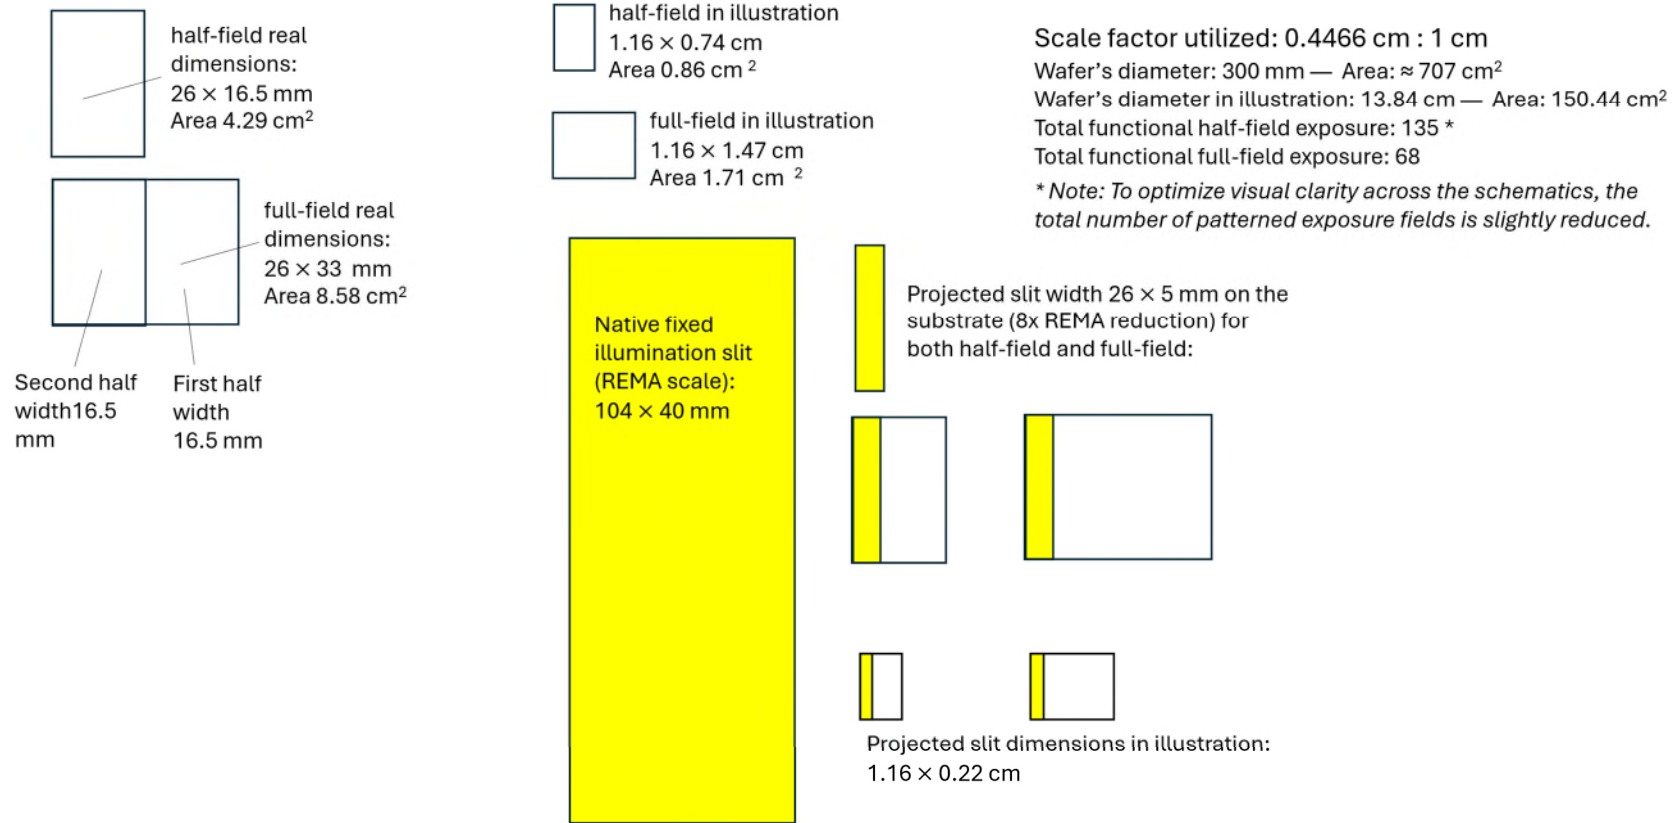 half-field real
dimensions:
26 × 16.5 mm
Area 4.29 cm²
full-field real
dimensions:
26 × 33 mm
Area 8.58 cm²
Second half
width16.5
mm
First half
width
16.5 mm
half-field in illustration
1.16 × 0.74 cm
Area 0.86 cm ²
full-field in illustration
1.16 × 1.47 cm
Area 1.71 cm ²
Native fixed
illumination slit
(REMA scale):
104 × 40 mm
Scale factor utilized: 0.4466 cm : 1 cm
Wafer’s diameter: 300 mm — Area: ≈ 707 cm²
Wafer’s diameter in illustration: 13.84 cm — Area: 150.44 cm²
Total functional half-field exposure: 135 *
Total functional full-field exposure: 68
* Note: To optimize visual clarity across the schematics, the
total number of patterned exposure fields is slightly reduced.
Projected slit width 26 × 5 mm on the
substrate (8x REMA reduction) for
both half-field and full-field:
Projected slit dimensions in illustration:
1.16 × 0.22 cm